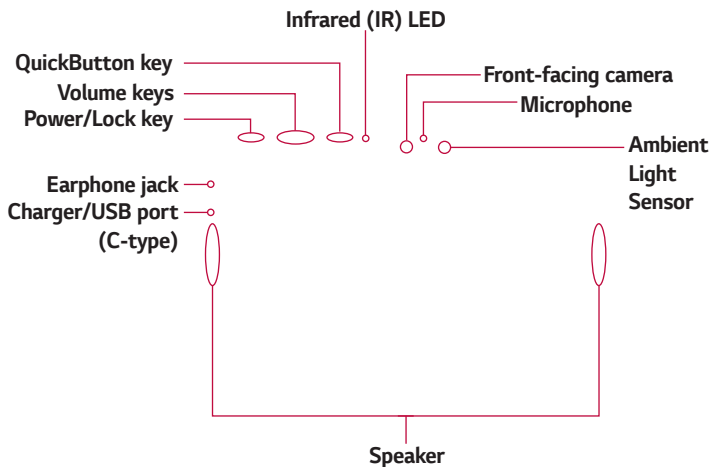 Infrared (IR) LED
QuickButton key
Volume keys
Power/Lock key
Front-facing camera
Microphone
Ambient
Light
Sensor
Earphone jack
Charger/USB port
(C-type)
Speaker